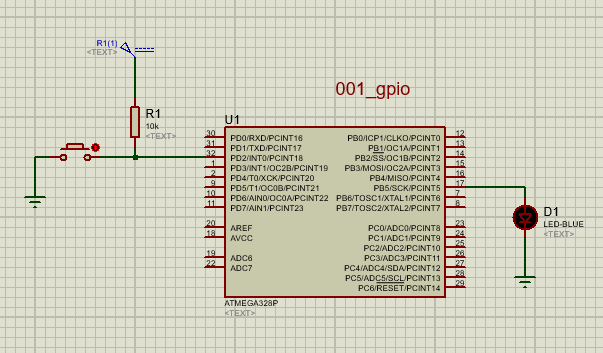 R1(1)
<TEXT>
001_gpio
R1
10k
<TEXT>
U1
30 PD0/RXD/PCINT16 PB0/ICP1/CLKO/PCINT0 12
31 PD1/TXD/PCINT17 PB1/OC1A/PCINT1 13
32 PD2/INT0/PCINT18 PB2/SS/OC1B/PCINT2 14
1 PD3/INT1/OC2B/PCINT19 PB3/MOSI/OC2A/PCINT3 15
2 PD4/T0/XCK/PCINT20 PB4/MISO/PCINT4 16
9 PD5/T1/OC0B/PCINT21 PB5/SCK/PCINT5 17
10 PD6/AIN0/OC0A/PCINT22 PB6/TOSC1/XTAL1/PCINT6 7
11 PD7/AIN1/PCINT23 PB7/TOSC2/XTAL2/PCINT7 8
20 AREF PC0/ADC0/PCINT8 23
18 AVCC PC1/ADC1/PCINT9 24
PC2/ADC2/PCINT10 25
19 ADC6 PC3/ADC3/PCINT11 26
22 ADC7 PC4/ADC4/SDA/PCINT12 27
PC5/ADC5/SCL/PCINT13 28
PC6/RESET/PCINT14 29
ATMEGA328P
<TEXT>
D1
LED-BLUE
<TEXT>